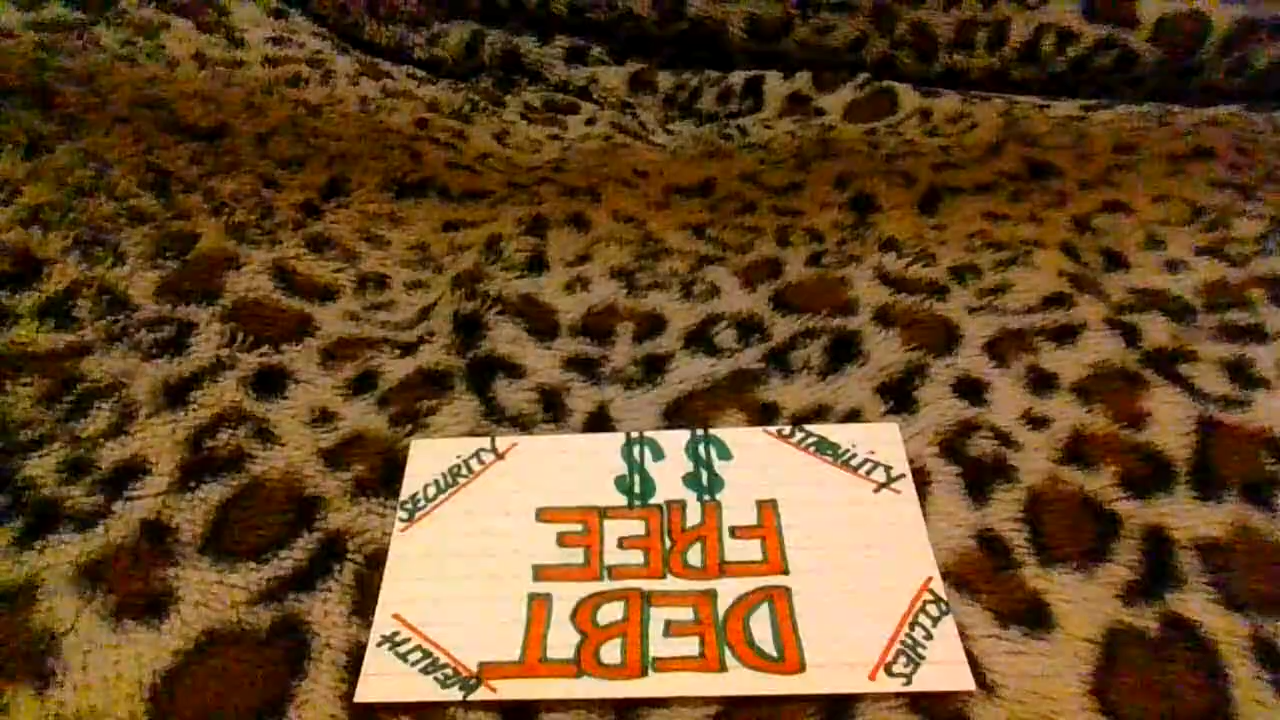 RICHES
WEALTH
DEBT
FREE
$$
STABILITY
SECURITY